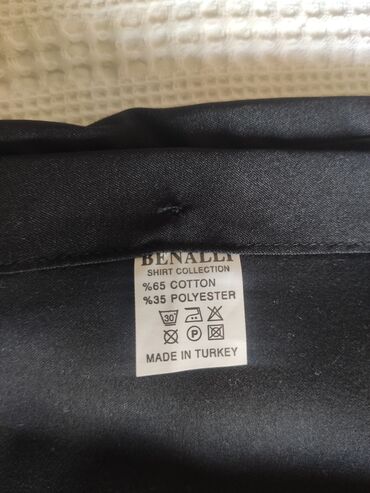 BENALLI
SHIRT COLLECTION
%65 COTTON
%35 POLYESTER
30
P
MADE IN TURKEY